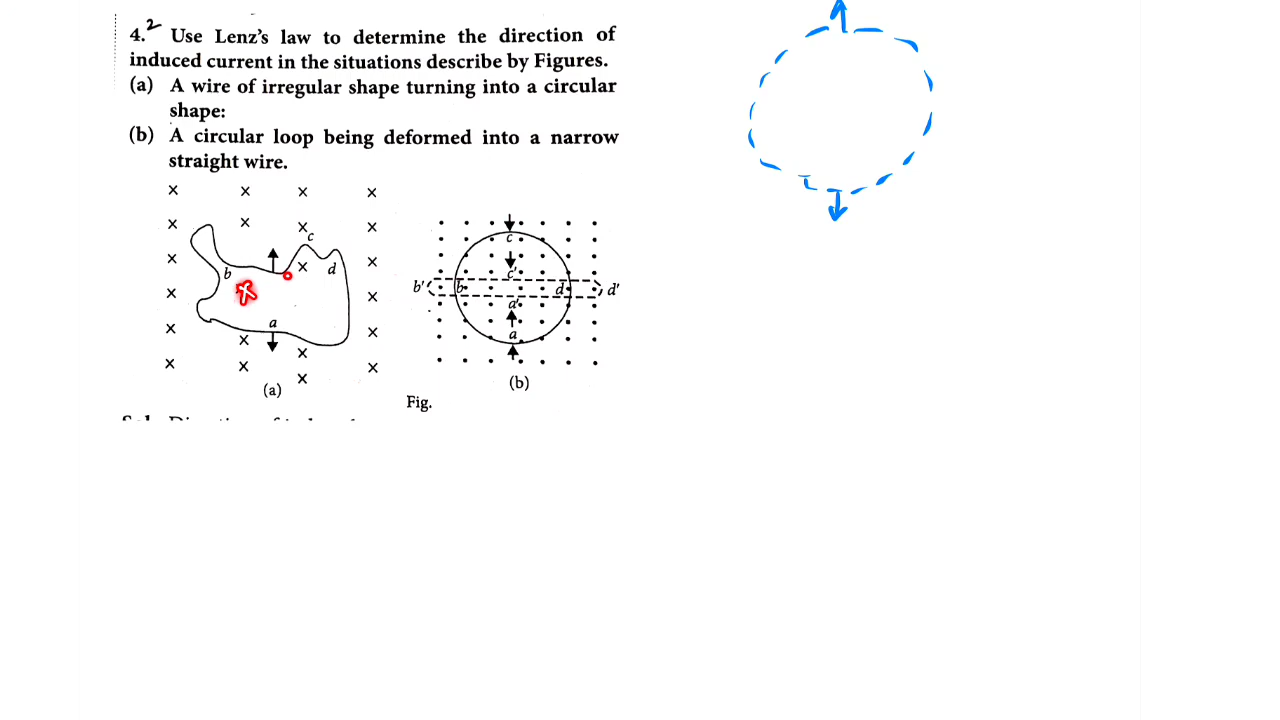 4.2 Use Lenz's law to determine the direction of
induced current in the situations describe by Figures.
(a) A wire of irregular shape turning into a circular
shape:
(b) A circular loop being deformed into a narrow
straight wire.
x x x x
x x x c x
x b x d x
x x x
x a x x x
x x x x
(a)
c
c'
b' b d d'
a'
a
(b)
Fig.